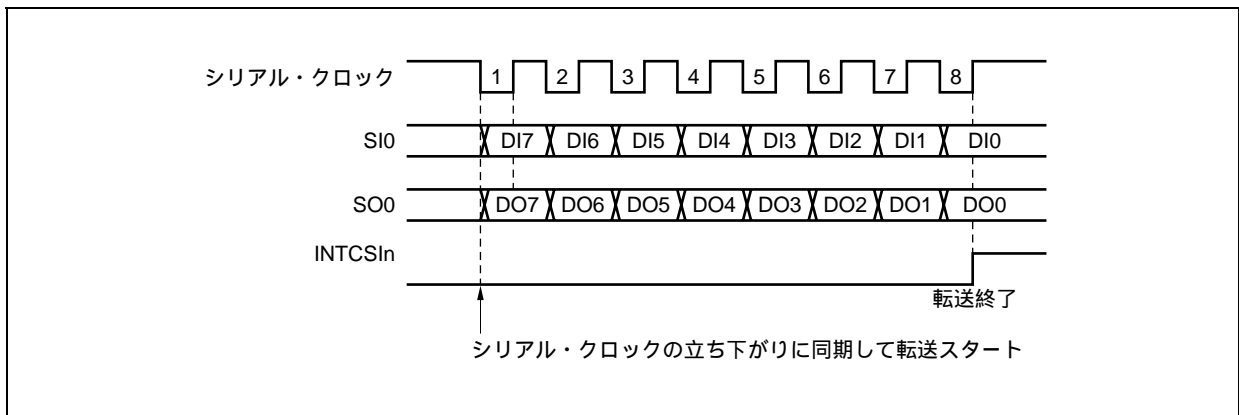 シリアル・クロック 1 2 3 4 5 6 7 8
SI0 DI7 DI6 DI5 DI4 DI3 DI2 DI1 DI0
SO0 DO7 DO6 DO5 DO4 DO3 DO2 DO1 DO0
INTCSIn
転送終了
シリアル・クロックの立ち下がりに同期して転送スタート